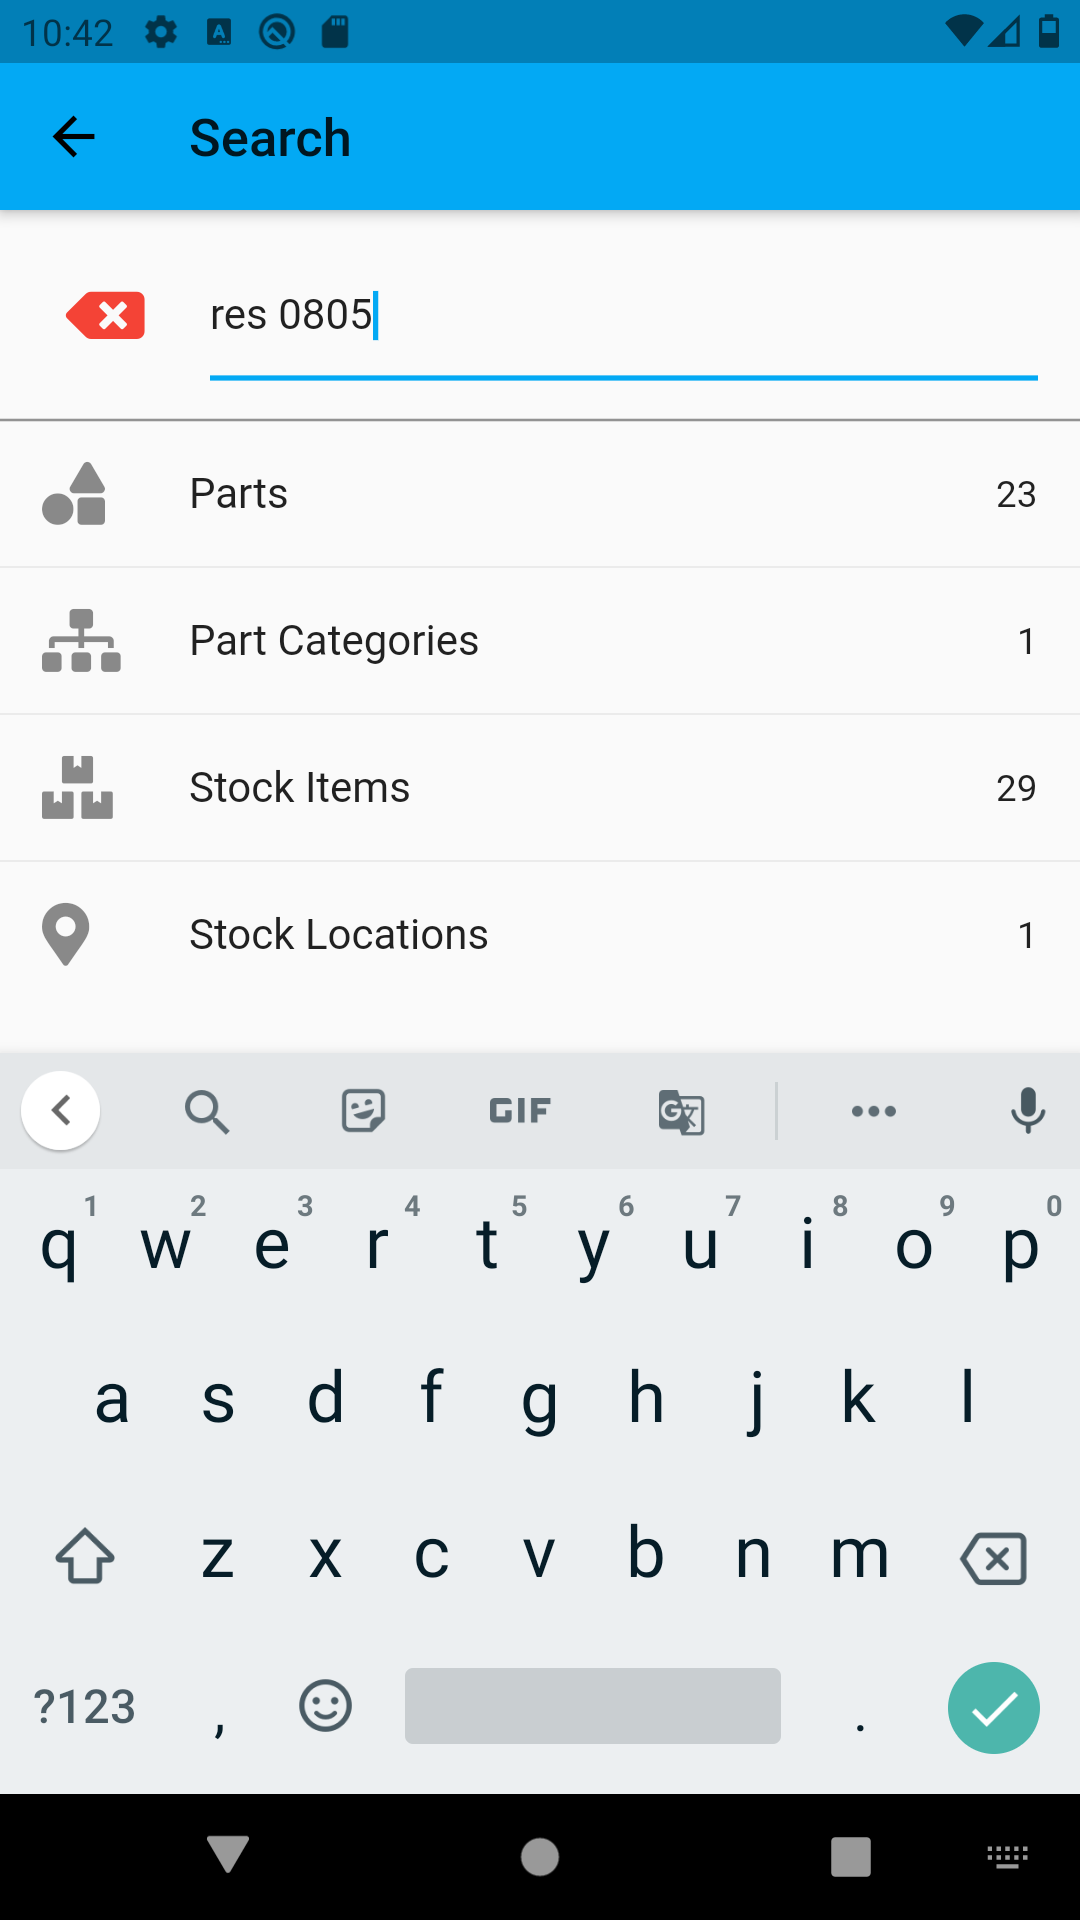 10:42
Search
res 0805
Parts 23
Part Categories 1
Stock Items 29
Stock Locations 1
GIF
1 2 3 4 5 6 7 8 9 0
q w e r t y u i o p
a s d f g h j k l
z x c v b n m
?123 , .